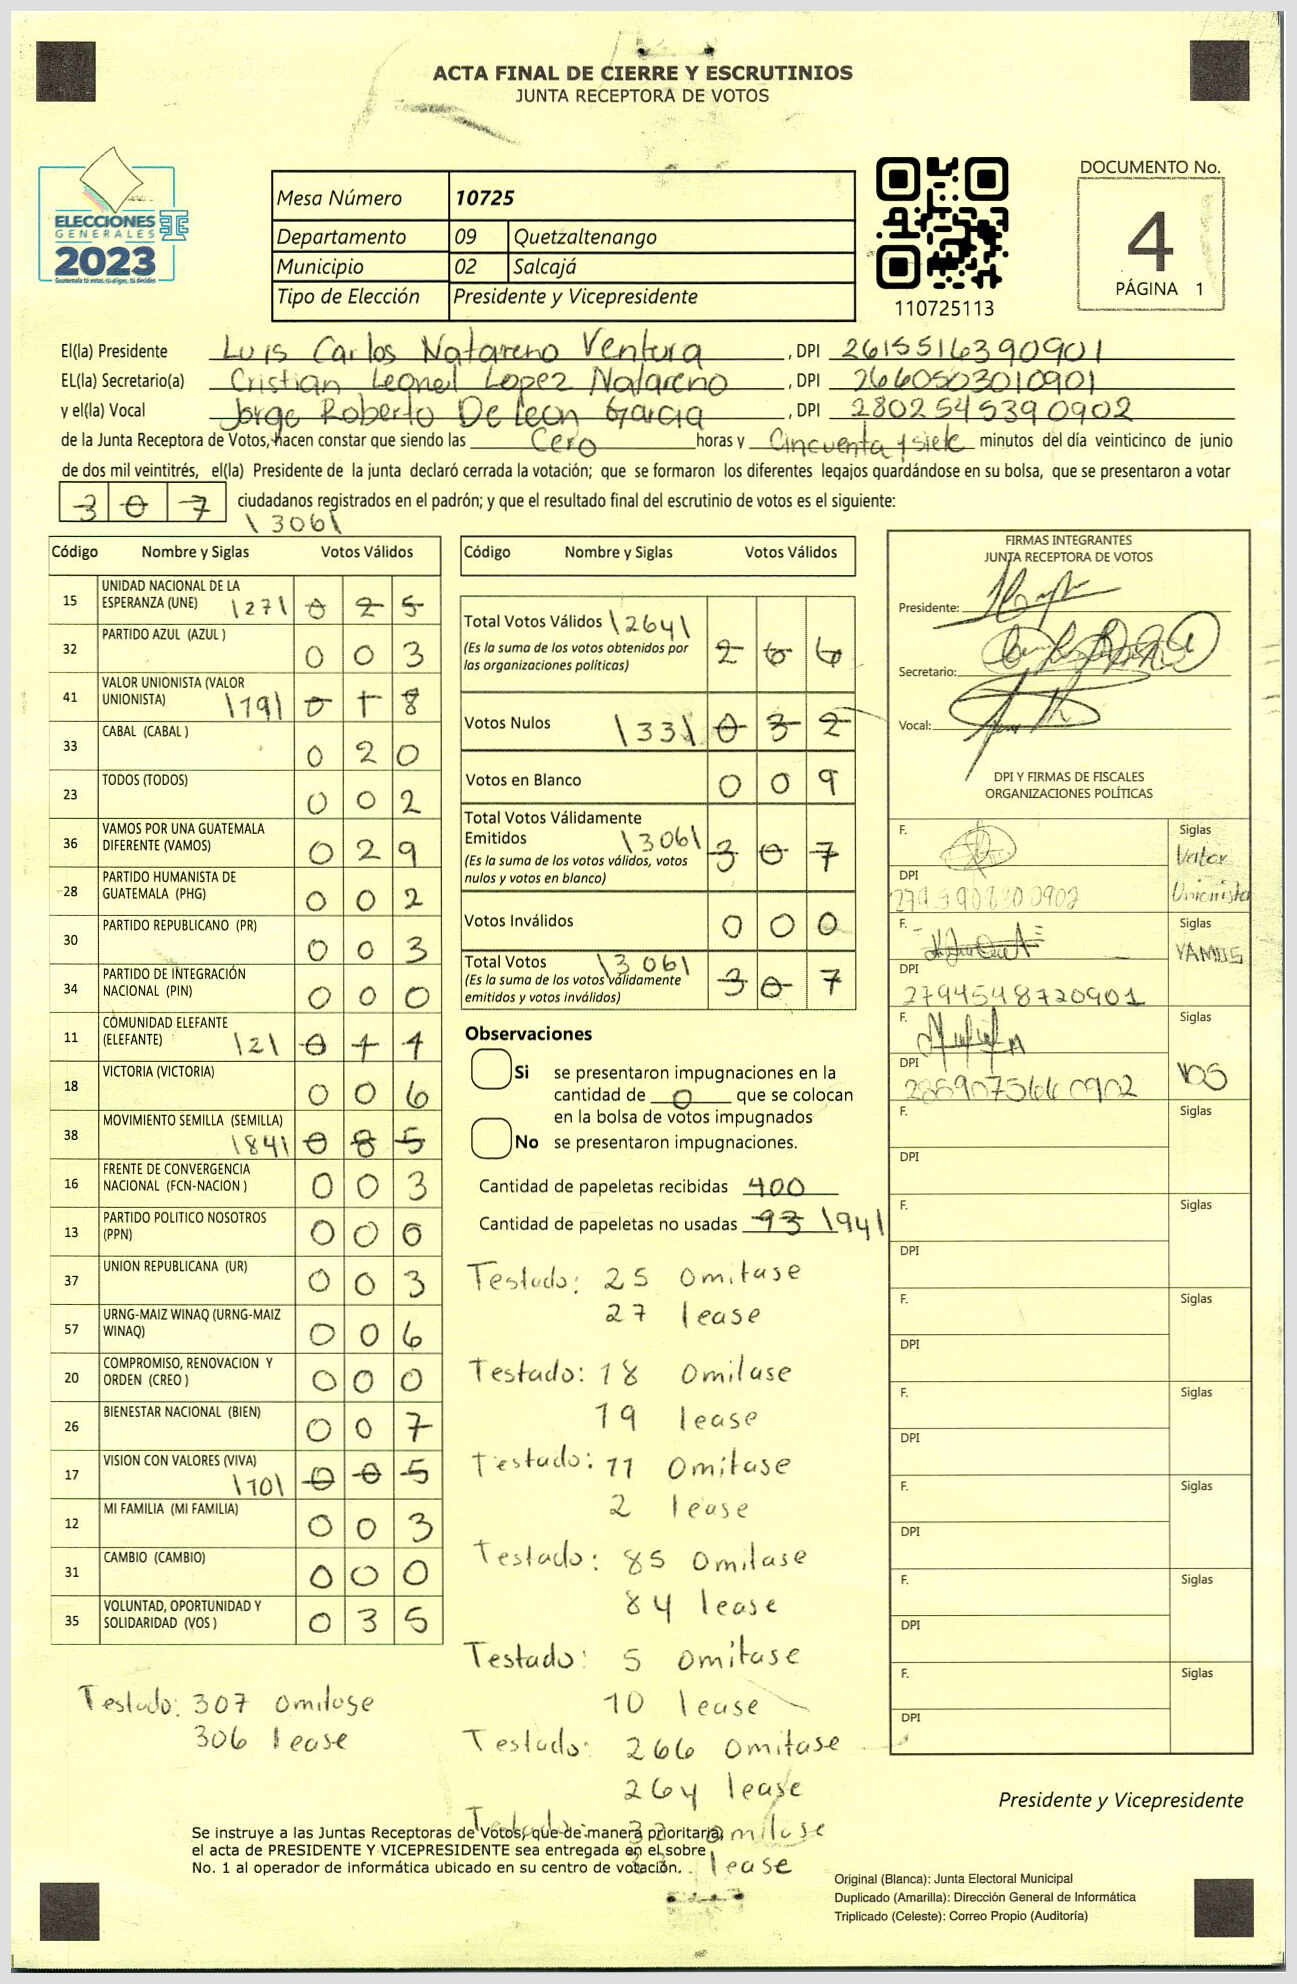 ACTA FINAL DE CIERRE Y ESCRUTINIOS
JUNTA RECEPTORA DE VOTOS
ELECCIONES
GENERALES
2023
Mesa Número 10725
Departamento 09 Quetzaltenango
Municipio 02 Salcajá
Tipo de Elección Presidente y Vicepresidente
110725113
DOCUMENTO No.
4
PÁGINA 1
El(la) Presidente Luis Carlos Natareno Ventura , DPI 2615516390901
EL(la) Secretario(a) Cristian Leonel Lopez Natareno , DPI 2660503010901
y el(la) Vocal Jorge Roberto De Leon Garcia , DPI 2802545390902
de la Junta Receptora de Votos, hacen constar que siendo las Cero horas y Cincuenta y siete minutos del día veinticinco de junio
de dos mil veintitrés, el(la) Presidente de la junta declaró cerrada la votación; que se formaron los diferentes legajos quardándose en su bolsa, que se presentaron a votar
3 0 7 ciudadanos registrados en el padrón; y que el resultado final del escrutinio de votos es el siguiente:
\306\
Código Nombre y Siglas Votos Válidos
15 UNIDAD NACIONAL DE LA
ESPERANZA (UNE) \27\ 0 2 5
32 PARTIDO AZUL (AZUL ) 0 0 3
41 VALOR UNIONISTA (VALOR
UNIONISTA) \19\ 0 1 8
33 CABAL (CABAL ) 0 2 0
23 TODOS (TODOS) 0 0 2
36 VAMOS POR UNA GUATEMALA
DIFERENTE (VAMOS) 0 2 9
28 PARTIDO HUMANISTA DE
GUATEMALA (PHG) 0 0 2
30 PARTIDO REPUBLICANO (PR) 0 0 3
34 PARTIDO DE INTEGRACIÓN
NACIONAL (PIN) 0 0 0
11 COMUNIDAD ELEFANTE
(ELEFANTE) \2\ 0 1 1
18 VICTORIA (VICTORIA) 0 0 6
38 MOVIMIENTO SEMILLA (SEMILLA)
\84\ 0 8 5
16 FRENTE DE CONVERGENCIA
NACIONAL (FCN-NACION ) 0 0 3
13 PARTIDO POLITICO NOSOTROS
(PPN) 0 0 0
37 UNION REPUBLICANA (UR) 0 0 3
57 URNG-MAIZ WINAQ (URNG-MAIZ
WINAQ) 0 0 6
20 COMPROMISO, RENOVACION Y
ORDEN (CREO ) 0 0 0
26 BIENESTAR NACIONAL (BIEN) 0 0 7
17 VISION CON VALORES (VIVA)
\10\ 0 0 5
12 MI FAMILIA (MI FAMILIA) 0 0 3
31 CAMBIO (CAMBIO) 0 0 0
35 VOLUNTAD, OPORTUNIDAD Y
SOLIDARIDAD (VOS ) 0 3 5
Testado: 307 omitase
306 lease
Código Nombre y Siglas Votos Válidos
Total Votos Válidos \264\ 2 6 6
(Es la suma de los votos obtenidos por
las organizaciones políticas)
Votos Nulos \33\ 0 3 2
Votos en Blanco 0 0 9
Total Votos Válidamente
Emitidos \306\ 3 0 7
(Es la suma de los votos válidos, votos
nulos y votos en blanco)
Votos Inválidos 0 0 0
Total Votos \306\ 3 0 7
(Es la suma de los votos válidamente
emitidos y votos inválidos)
Observaciones
Si se presentaron impugnaciones en la
cantidad de 0 que se colocan
en la bolsa de votos impugnados
No se presentaron impugnaciones.
Cantidad de papeletas recibidas 400
Cantidad de papeletas no usadas 93 \94\
Testado: 25 omitase
27 lease
Testado: 18 omitase
19 lease
Testado: 11 omitase
2 lease
Testado: 85 omitase
84 lease
Testado: 5 omitase
10 lease
Testado: 266 omitase
264 lease
Testado: 32 omitase
33 lease
FIRMAS INTEGRANTES
JUNTA RECEPTORA DE VOTOS
Presidente:
Secretario:
Vocal:
DPI Y FIRMAS DE FISCALES
ORGANIZACIONES POLÍTICAS
F. Siglas
Valor
DPI
Unionista
F. Siglas
VAMOS
DPI
2794548720901
F. Siglas
DPI VOS
2859075660902
F. Siglas
DPI
F. Siglas
DPI
F. Siglas
DPI
F. Siglas
DPI
F. Siglas
DPI
F. Siglas
DPI
F. Siglas
DPI
Presidente y Vicepresidente
Se instruye a las Juntas Receptoras de Votos, que de manera prioritaria,
el acta de PRESIDENTE Y VICEPRESIDENTE sea entregada en el sobre
No. 1 al operador de informática ubicado en su centro de votación.
Original (Blanca): Junta Electoral Municipal
Duplicado (Amarilla): Dirección General de Informática
Triplicado (Celeste): Correo Propio (Auditoría)